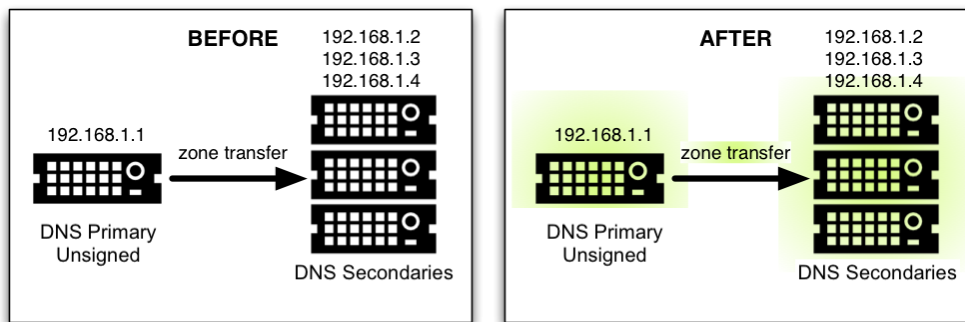 BEFORE
192.168.1.2
192.168.1.3
192.168.1.4
192.168.1.1
zone transfer
DNS Primary
Unsigned
DNS Secondaries
AFTER
192.168.1.2
192.168.1.3
192.168.1.4
192.168.1.1
zone transfer
DNS Primary
Unsigned
DNS Secondaries